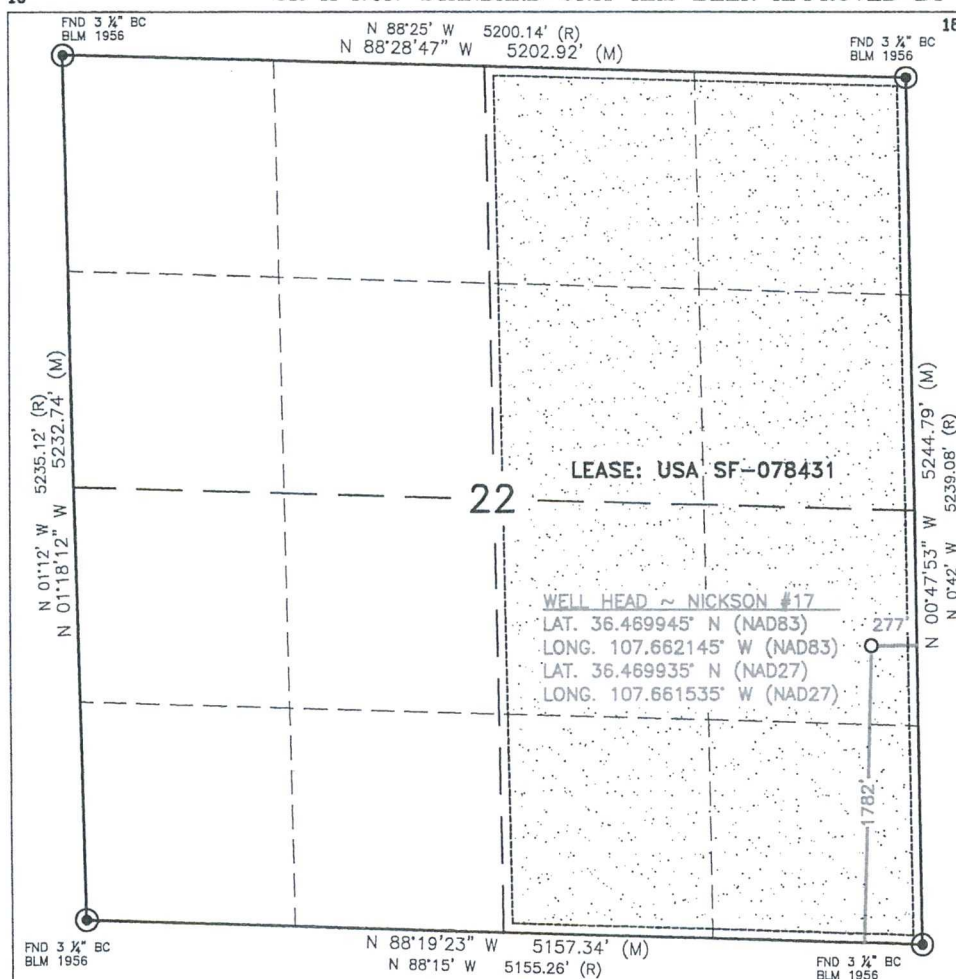 16
18
FND 3 ¼" BC
BLM 1956
N 88°25' W 5200.14' (R)
N 88°28'47" W 5202.92' (M)
FND 3 ¼" BC
BLM 1956
N 01°12' W 5235.12' (R)
N 01°18'12" W 5232.74' (M)
LEASE: USA SF-078431
22
N 00°47'53" W 5244.79' (M)
N 0°42' W 5239.08' (R)
WELL HEAD ~ NICKSON #17
LAT. 36.469945° N (NAD83)
LONG. 107.662145° W (NAD83)
LAT. 36.469935° N (NAD27)
LONG. 107.661535° W (NAD27)
277'
1782'
FND 3 ¼" BC
BLM 1956
N 88°19'23" W 5157.34' (M)
N 88°15' W 5155.26' (R)
FND 3 ¼" BC
BLM 1956